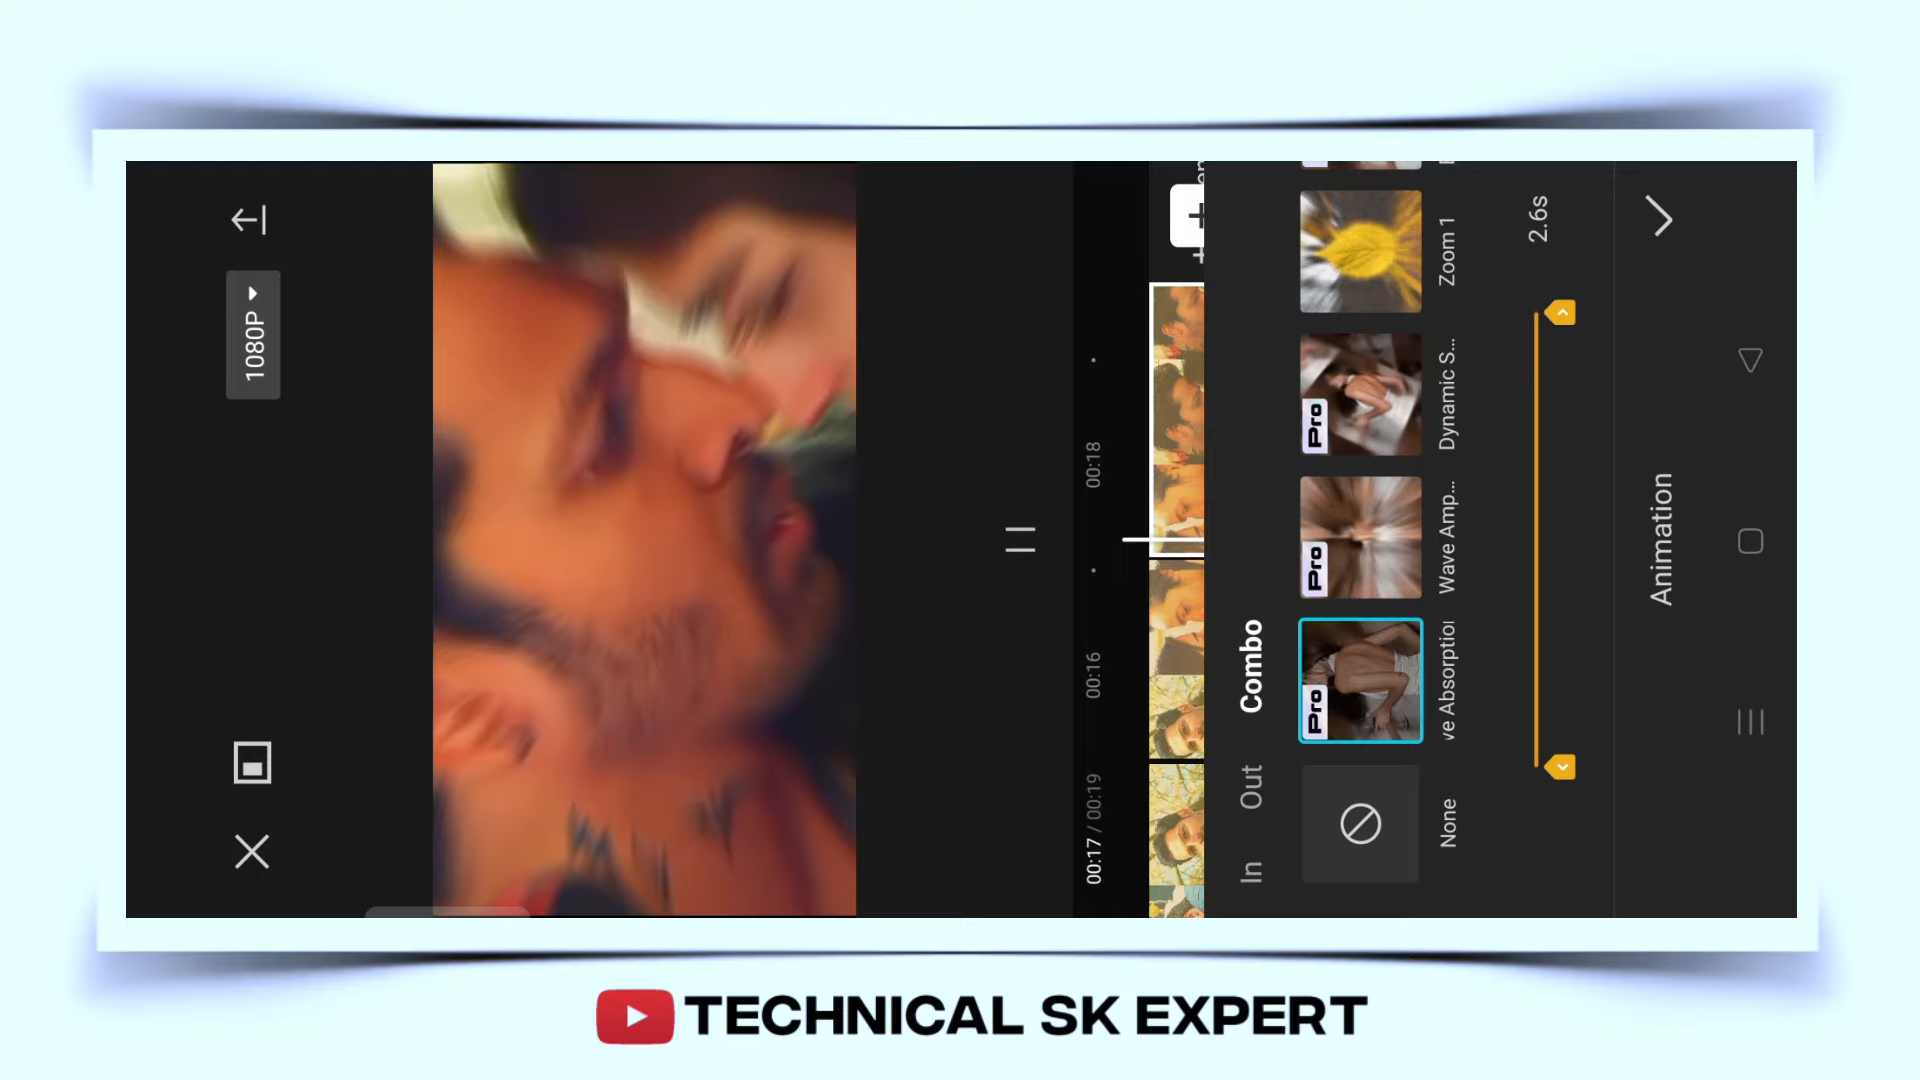 1080P
00:17 / 00:19
00:16
00:18
In
Out
Combo
None
ve Absorptio
Pro
Wave Amp...
Pro
Dynamic S...
Pro
Zoom 1
2.6s
Animation
TECHNICAL SK EXPERT